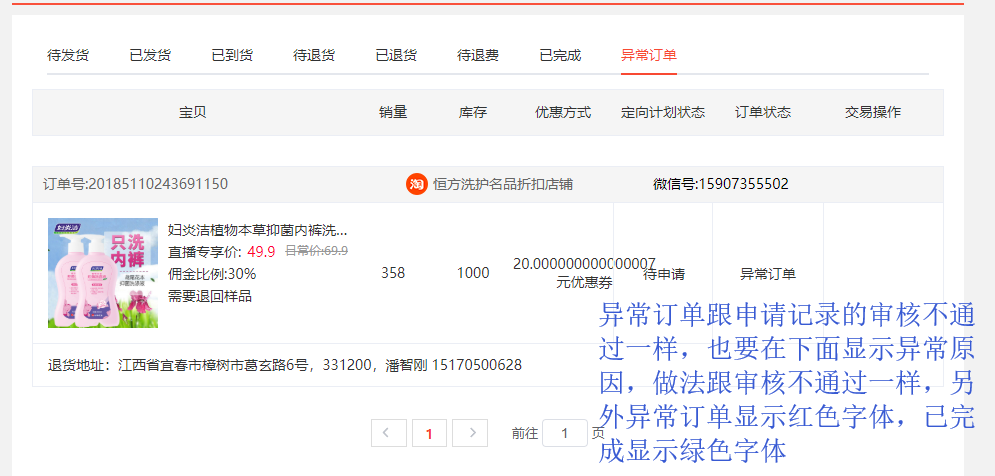 待发货 已发货 已到货 待退货 已退货 待退费 已完成 异常订单
宝贝 销量 库存 优惠方式 定向计划状态 订单状态 交易操作
订单号:20185110243691150 淘 恒方洗护名品折扣店铺 微信号:15907355502
妇炎洁
只洗
内裤
妇炎洁植物本草抑菌内裤洗...
直播专享价: 49.9 日常价:69.9
佣金比例:30%
需要退回样品
358 1000 20.000000000000007 待申请 异常订单
元优惠券
退货地址：江西省宜春市樟树市葛玄路6号，331200，潘智刚 15170500628
异常订单跟申请记录的审核不通
过一样，也要在下面显示异常原
因，做法跟审核不通过一样，另
外异常订单显示红色字体，已完
成显示绿色字体
< 1 > 前往 1 页